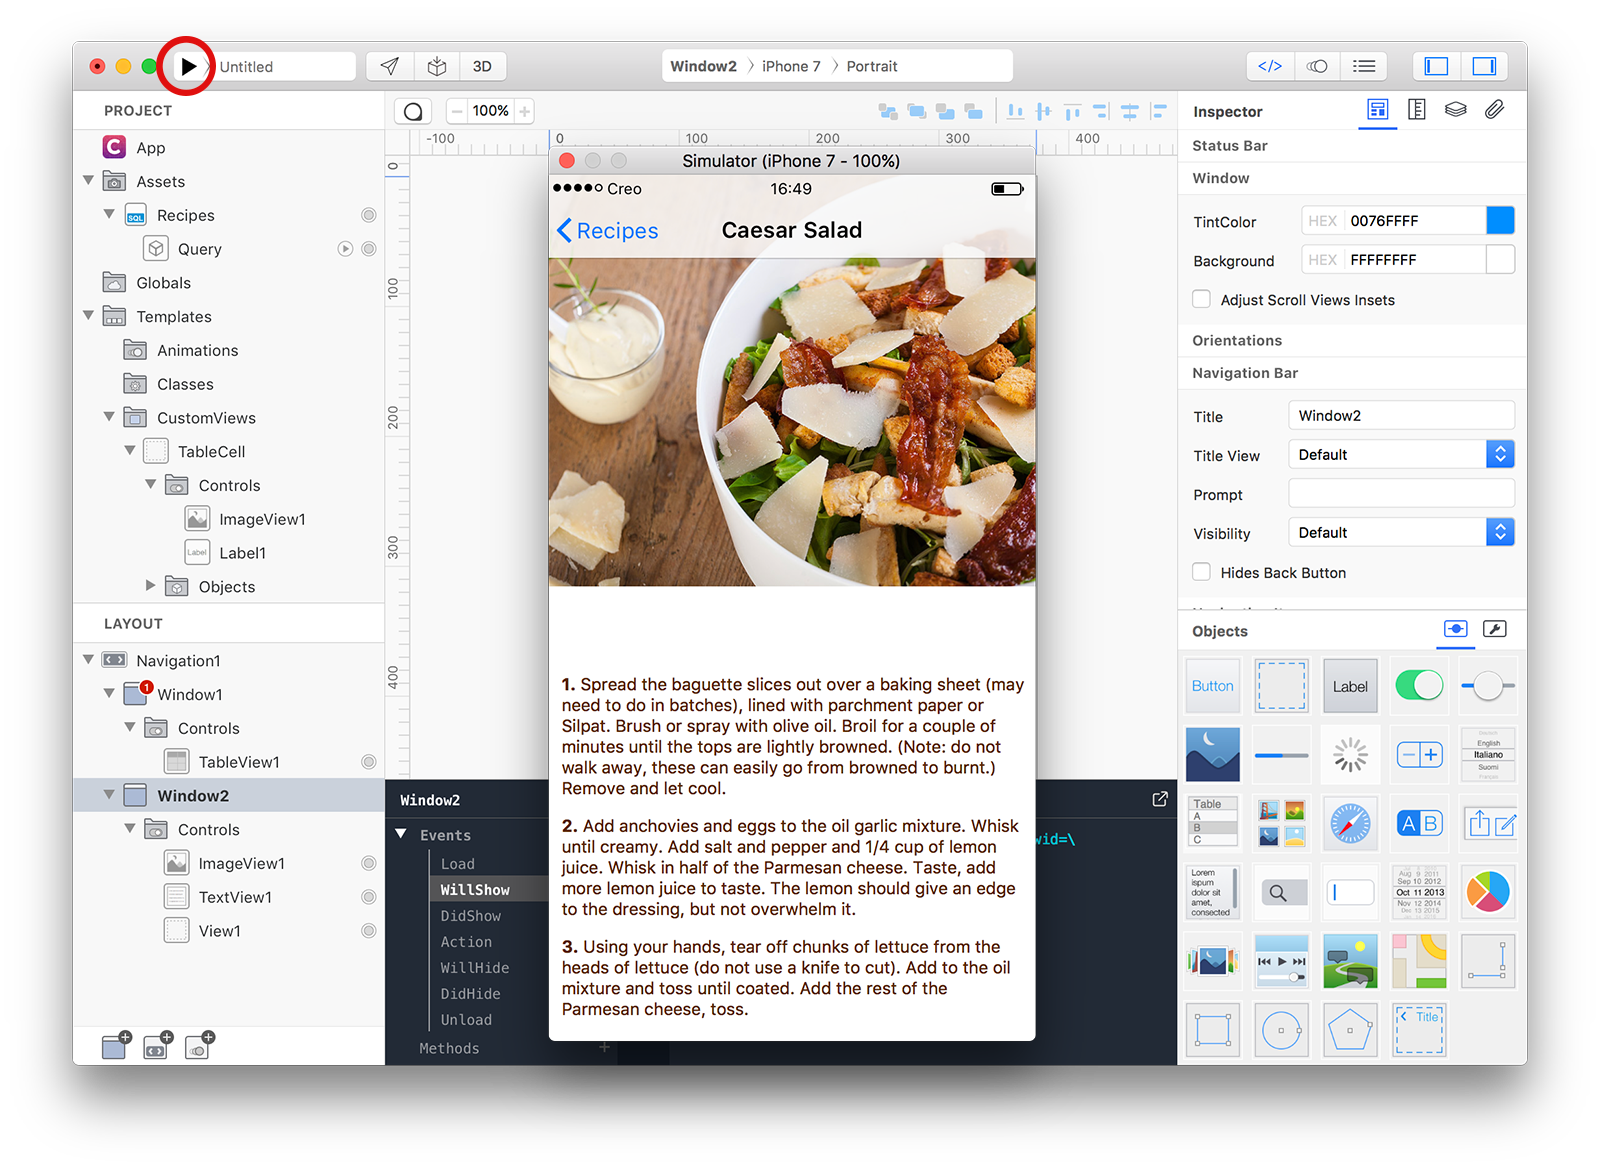 Untitled
3D
Window2
iPhone 7
Portrait
PROJECT
App
Assets
SQL
Recipes
Query
Globals
Templates
Animations
Classes
CustomViews
TableCell
Controls
ImageView1
Label
Label1
Objects
LAYOUT
Navigation1
1
Window1
Controls
TableView1
Window2
Controls
ImageView1
TextView1
View1
100%
-100
0
100
200
300
400
0
100
200
300
400
Simulator (iPhone 7 - 100%)
Creo
16:49
Recipes
Caesar Salad
1. Spread the baguette slices out over a baking sheet (may
need to do in batches), lined with parchment paper or
Silpat. Brush or spray with olive oil. Broil for a couple of
minutes until the tops are lightly browned. (Note: do not
walk away, these can easily go from browned to burnt.)
Remove and let cool.
2. Add anchovies and eggs to the oil garlic mixture. Whisk
until creamy. Add salt and pepper and 1/4 cup of lemon
juice. Whisk in half of the Parmesan cheese. Taste, add
more lemon juice to taste. The lemon should give an edge
to the dressing, but not overwhelm it.
3. Using your hands, tear off chunks of lettuce from the
heads of lettuce (do not use a knife to cut). Add to the oil
mixture and toss until coated. Add the rest of the
Parmesan cheese, toss.
Window2
Events
Load
WillShow
DidShow
Action
WillHide
DidHide
Unload
Methods
wid=\
Inspector
Status Bar
Window
TintColor
HEX
0076FFFF
Background
HEX
FFFFFFFF
Adjust Scroll Views Insets
Orientations
Navigation Bar
Title
Window2
Title View
Default
Prompt
Visibility
Default
Hides Back Button
Objects
Button
Label
English
Italiano
Suomi
Table
A
B
C
A
B
Lorem
ispum
dolor sit
amet,
consected
Aug 9 2011
Sep 10 2012
Oct 11 2013
Nov 12 2014
Dec 13 2015
Title